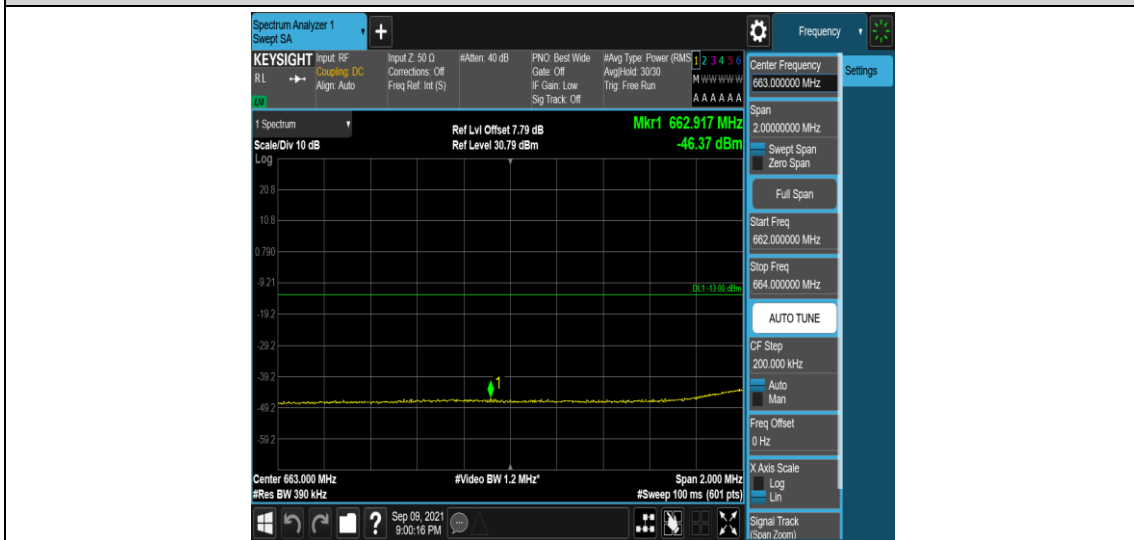 Spectrum Analyzer 1
Swept SA
+
Frequency
KEYSIGHT
RL
Input: RF
Coupling: DC
Align: Auto
Input Z: 50 Ω
Corrections: Off
Freq Ref: Int (S)
#Atten: 40 dB
PNO: Best Wide
Gate: Off
IF Gain: Low
Sig Track: Off
#Avg Type: Power (RMS
Avg|Hold: 30/30
Trig: Free Run
1 2 3 4 5 6
M W W W W W
A A A A A A
1 Spectrum
Scale/Div 10 dB
Ref Lvl Offset 7.79 dB
Ref Level 30.79 dBm
Mkr1 662.917 MHz
-46.37 dBm
Log
20.8
10.8
0.790
-9.21
DL1 -13.00 dBm
-19.2
-29.2
-39.2
1
-49.2
-59.2
Center 663.000 MHz
#Video BW 1.2 MHz*
Span 2.000 MHz
#Res BW 390 kHz
#Sweep 100 ms (601 pts)
?
Sep 09, 2021
9:00:16 PM
Center Frequency
663.000000 MHz
Settings
Span
2.00000000 MHz
Swept Span
Zero Span
Full Span
Start Freq
662.000000 MHz
Stop Freq
664.000000 MHz
AUTO TUNE
CF Step
200.000 kHz
Auto
Man
Freq Offset
0 Hz
X Axis Scale
Log
Lin
Signal Track
(Span Zoom)